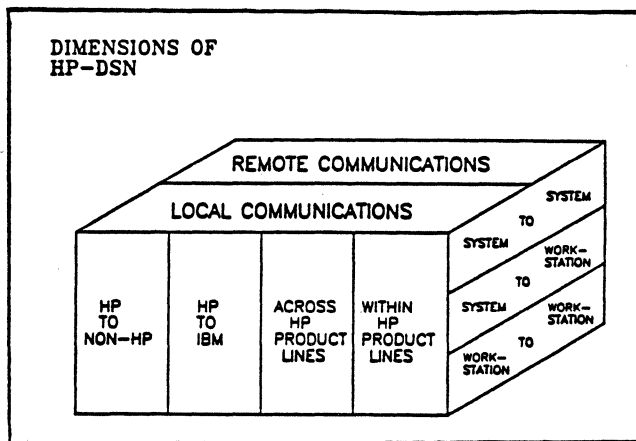 DIMENSIONS OF
HP-DSN
REMOTE COMMUNICATIONS
LOCAL COMMUNICATIONS
HP
TO
NON-HP
HP
TO
IBM
ACROSS
HP
PRODUCT
LINES
WITHIN
HP
PRODUCT
LINES
SYSTEM
TO
SYSTEM
SYSTEM
TO
WORK-
STATION
WORK-
STATION
TO
WORK-
STATION